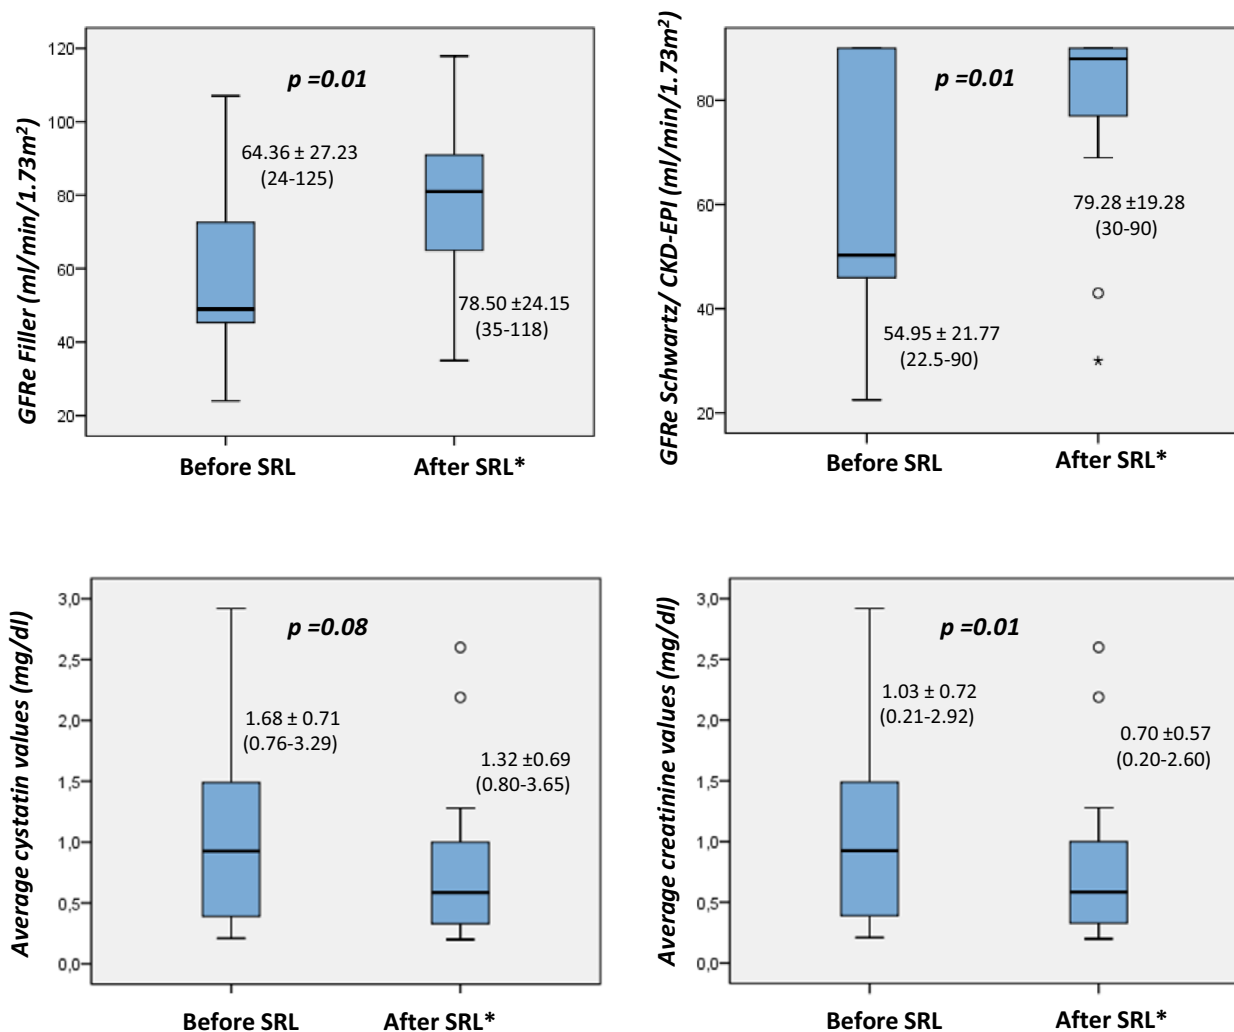 GFRe Filler (ml/min/1.73m²)
120
100
80
60
40
20
p =0.01
64.36 ± 27.23
(24-125)
78.50 ±24.15
(35-118)
Before SRL
After SRL*
GFRe Schwartz/ CKD-EPI (ml/min/1.73m²)
80
60
40
20
p =0.01
79.28 ±19.28
(30-90)
54.95 ± 21.77
(22.5-90)
Before SRL
After SRL*
Average cystatin values (mg/dl)
3,0
2,5
2,0
1,5
1,0
0,5
0,0
p =0.08
1.68 ± 0.71
(0.76-3.29)
1.32 ±0.69
(0.80-3.65)
Before SRL
After SRL*
Average creatinine values (mg/dl)
3,0
2,5
2,0
1,5
1,0
0,5
0,0
p =0.01
1.03 ± 0.72
(0.21-2.92)
0.70 ±0.57
(0.20-2.60)
Before SRL
After SRL*